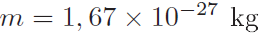 m = 1,67 × 10⁻²⁷ kg